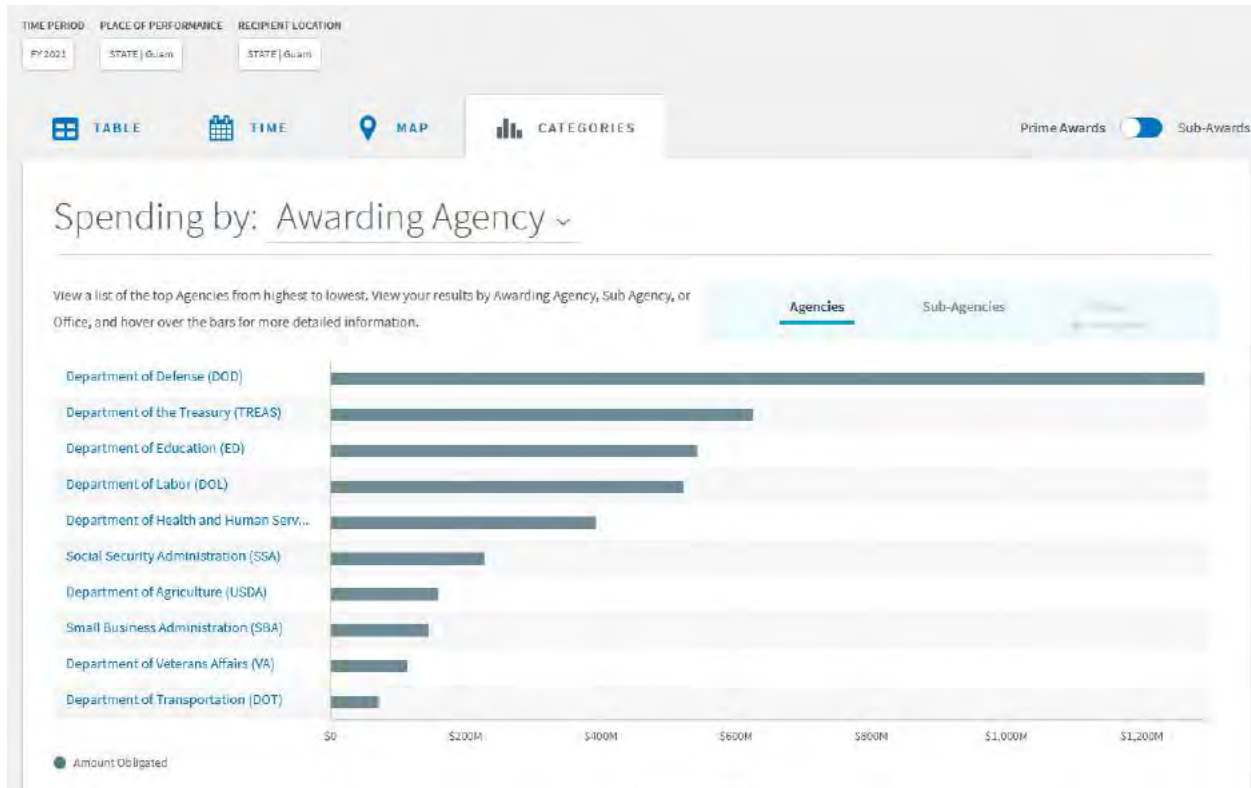 TIME PERIOD PLACE OF PERFORMANCE RECIPIENT LOCATION
FY 2021 STATE | Guam STATE | Guam
TABLE TIME MAP CATEGORIES Prime Awards Sub-Awards
Spending by: Awarding Agency
View a list of the top Agencies from highest to lowest. View your results by Awarding Agency, Sub Agency, or
Office, and hover over the bars for more detailed information.
Agencies Sub-Agencies
Department of Defense (DOD)
Department of the Treasury (TREAS)
Department of Education (ED)
Department of Labor (DOL)
Department of Health and Human Serv...
Social Security Administration (SSA)
Department of Agriculture (USDA)
Small Business Administration (SBA)
Department of Veterans Affairs (VA)
Department of Transportation (DOT)
$0 $200M $400M $600M $800M $1,000M $1,200M
Amount Obligated